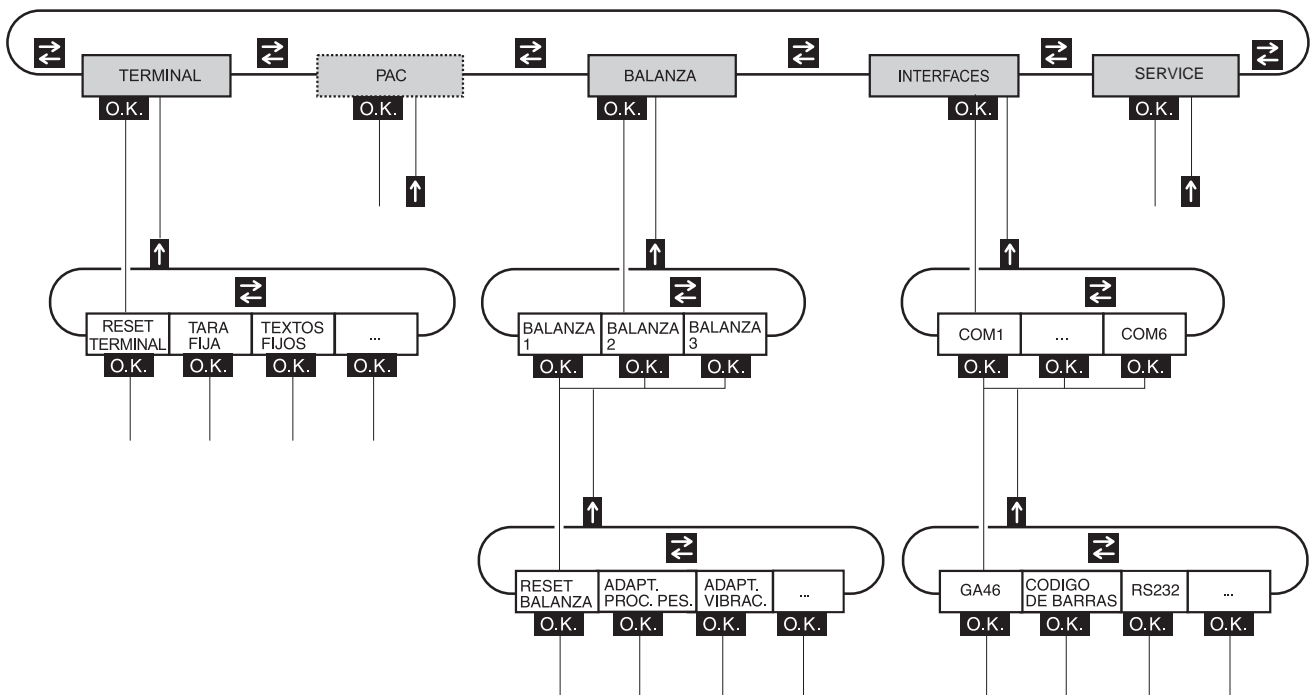 TERMINAL
PAC
BALANZA
INTERFACES
SERVICE
O.K.
O.K.
O.K.
O.K.
O.K.
RESET
TERMINAL
TARA
FIJA
TEXTOS
FIJOS
...
BALANZA
1
BALANZA
2
BALANZA
3
COM1
...
COM6
O.K.
O.K.
O.K.
O.K.
O.K.
O.K.
O.K.
O.K.
O.K.
O.K.
RESET
BALANZA
ADAPT.
PROC. PES.
ADAPT.
VIBRAC.
...
GA46
CODIGO
DE BARRAS
RS232
...
O.K.
O.K.
O.K.
O.K.
O.K.
O.K.
O.K.
O.K.